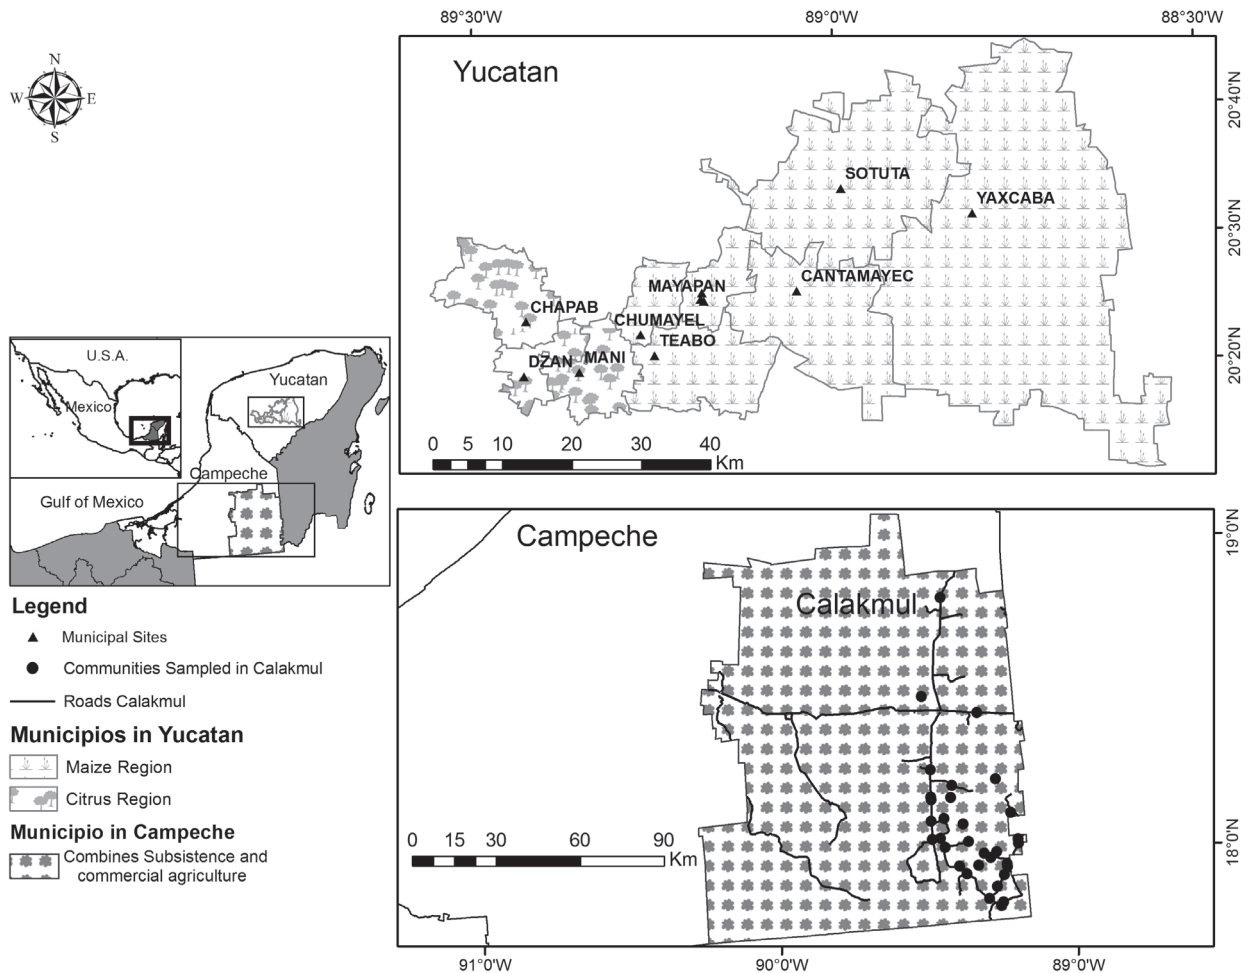 89°30'W 89°0'W 88°30'W
N
W E
S
Yucatan
20°40'N
SOTUTA
YAXCABA
20°30'N
CANTAMAYEC
MAYAPAN
CHAPAB
CHUMAYEL
TEABO
DZAN MANI
20°20'N
0 5 10 20 30 40
Km
U.S.A.
Mexico
Yucatan
Campeche
Gulf of Mexico
Campeche
19°0'N
Calakmul
0 15 30 60 90
Km
18°0'N
91°0'W 90°0'W 89°0'W
Legend
Municipal Sites
Communities Sampled in Calakmul
Roads Calakmul
Municipios in Yucatan
Maize Region
Citrus Region
Municipio in Campeche
Combines Subsistence and
commercial agriculture